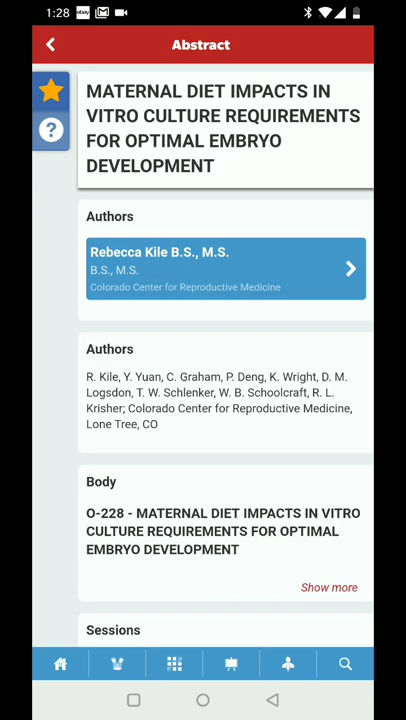 1:28
ebay
Abstract
MATERNAL DIET IMPACTS IN
VITRO CULTURE REQUIREMENTS
FOR OPTIMAL EMBRYO
DEVELOPMENT
?
Authors
Rebecca Kile B.S., M.S.
B.S., M.S.
Colorado Center for Reproductive Medicine
Authors
R. Kile, Y. Yuan, C. Graham, P. Deng, K. Wright, D. M.
Logsdon, T. W. Schlenker, W. B. Schoolcraft, R. L.
Krisher; Colorado Center for Reproductive Medicine,
Lone Tree, CO
Body
O-228 - MATERNAL DIET IMPACTS IN VITRO
CULTURE REQUIREMENTS FOR OPTIMAL
EMBRYO DEVELOPMENT
Show more
Sessions